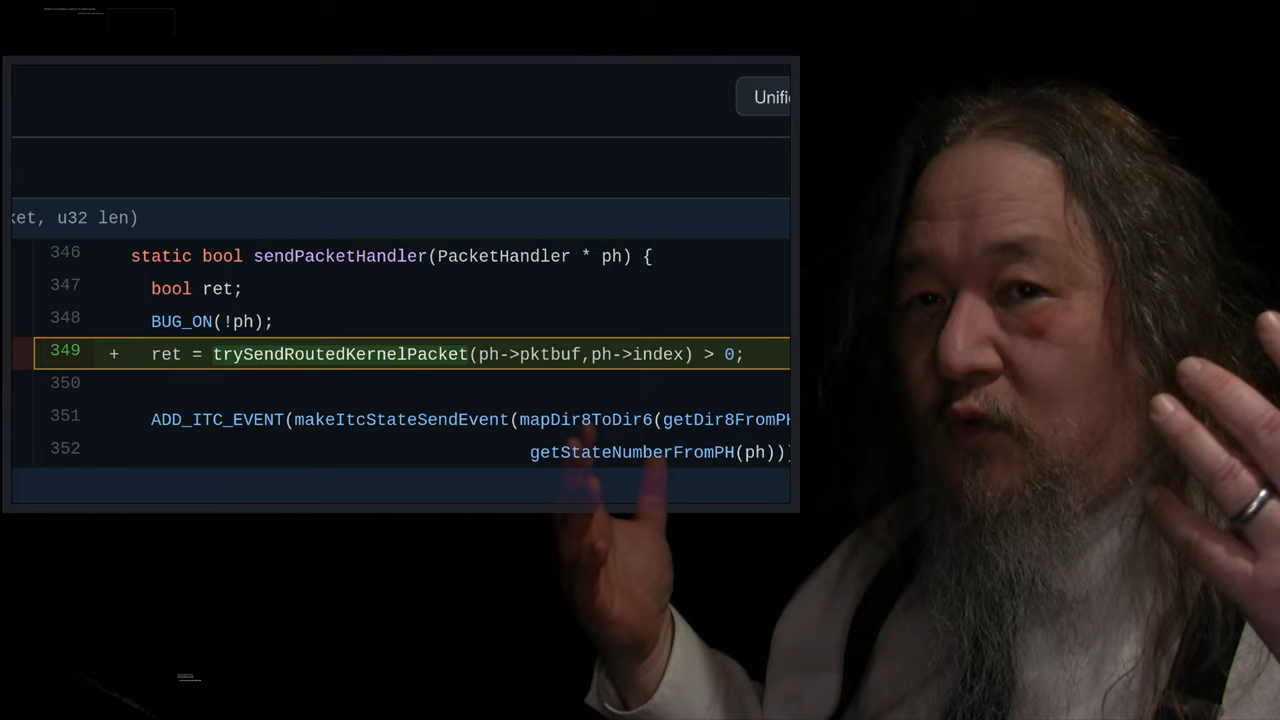 Unifi
ket, u32 len)
346 static bool sendPacketHandler(PacketHandler * ph) {
347 bool ret;
348 BUG_ON(!ph);
349 + ret = trySendRoutedKernelPacket(ph->pktbuf,ph->index) > 0;
350
351 ADD_ITC_EVENT(makeItcStateSendEvent(mapDir8ToDir6(getDir8FromPH
352 getStateNumberFromPH(ph))